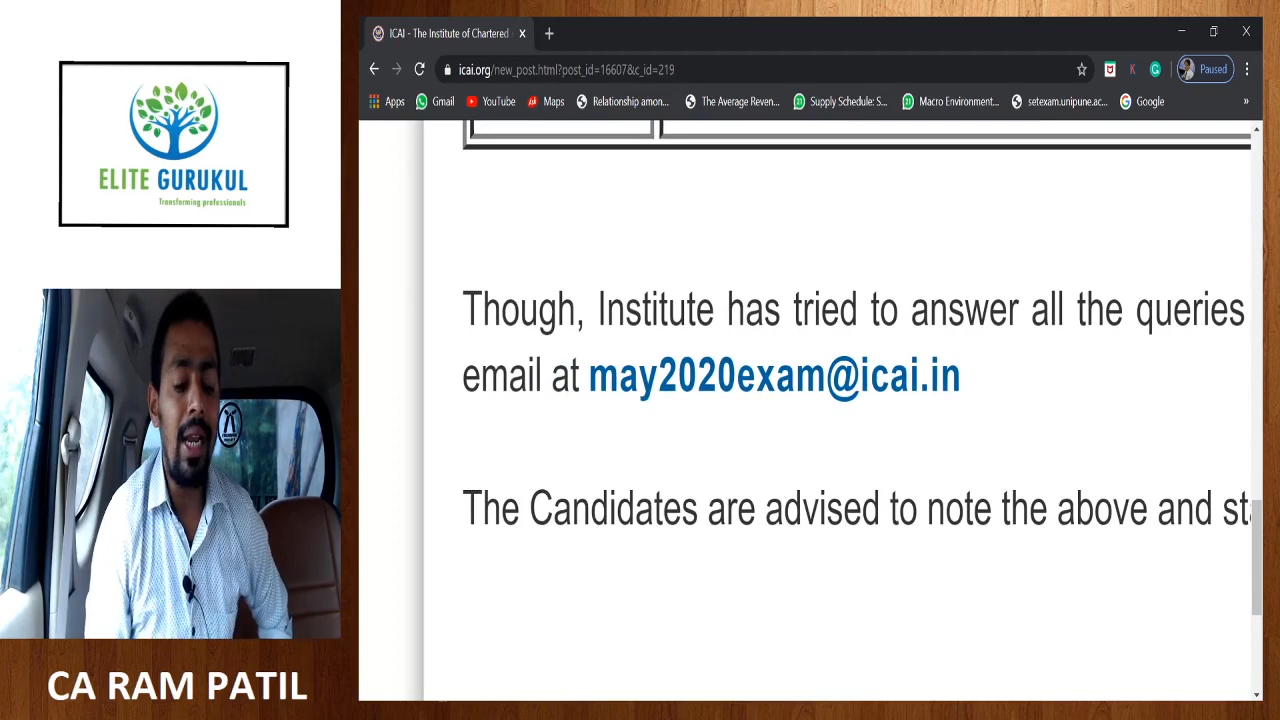 ELITE GURUKUL
Transforming professionals
CA RAM PATIL
ICAI - The Institute of Chartered
icai.org/new_post.html?post_id=16607&c_id=219
K
Paused
Apps
Gmail
YouTube
Maps
Relationship amon...
The Average Reven...
Supply Schedule: S...
Macro Environment...
setexam.unipune.ac...
Google
»
Though, Institute has tried to answer all the queries
email at may2020exam@icai.in
The Candidates are advised to note the above and sta